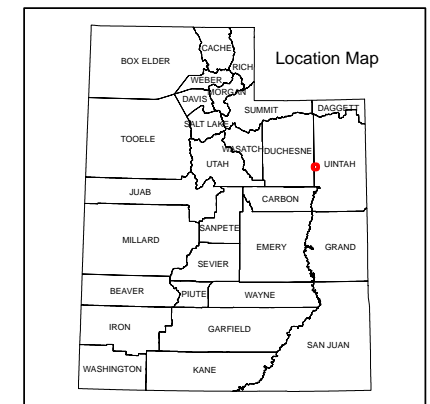 Location Map
CACHE
BOX ELDER
RICH
WEBER
MORGAN
DAVIS
SUMMIT
DAGGETT
SALT LAKE
TOOELE
WASATCH
DUCHESNE
UINTAH
UTAH
JUAB
CARBON
SANPETE
MILLARD
EMERY
GRAND
SEVIER
BEAVER
PIUTE
WAYNE
IRON
GARFIELD
SAN JUAN
WASHINGTON
KANE